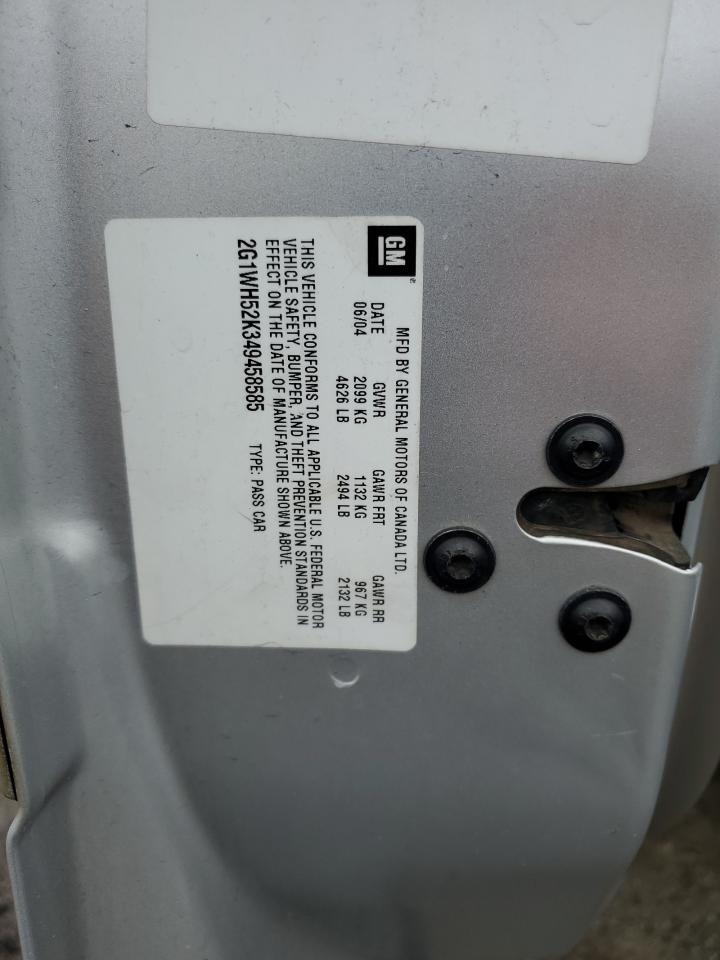 GM
MFD BY GENERAL MOTORS OF CANADA LTD.
DATE GVWR GAWR FRT GAWR RR
06/04 2099 KG 1132 KG 967 KG
4626 LB 2494 LB 2132 LB
THIS VEHICLE CONFORMS TO ALL APPLICABLE U.S. FEDERAL MOTOR
VEHICLE SAFETY, BUMPER, AND THEFT PREVENTION STANDARDS IN
EFFECT ON THE DATE OF MANUFACTURE SHOWN ABOVE.
2G1WH52K349458585 TYPE: PASS CAR